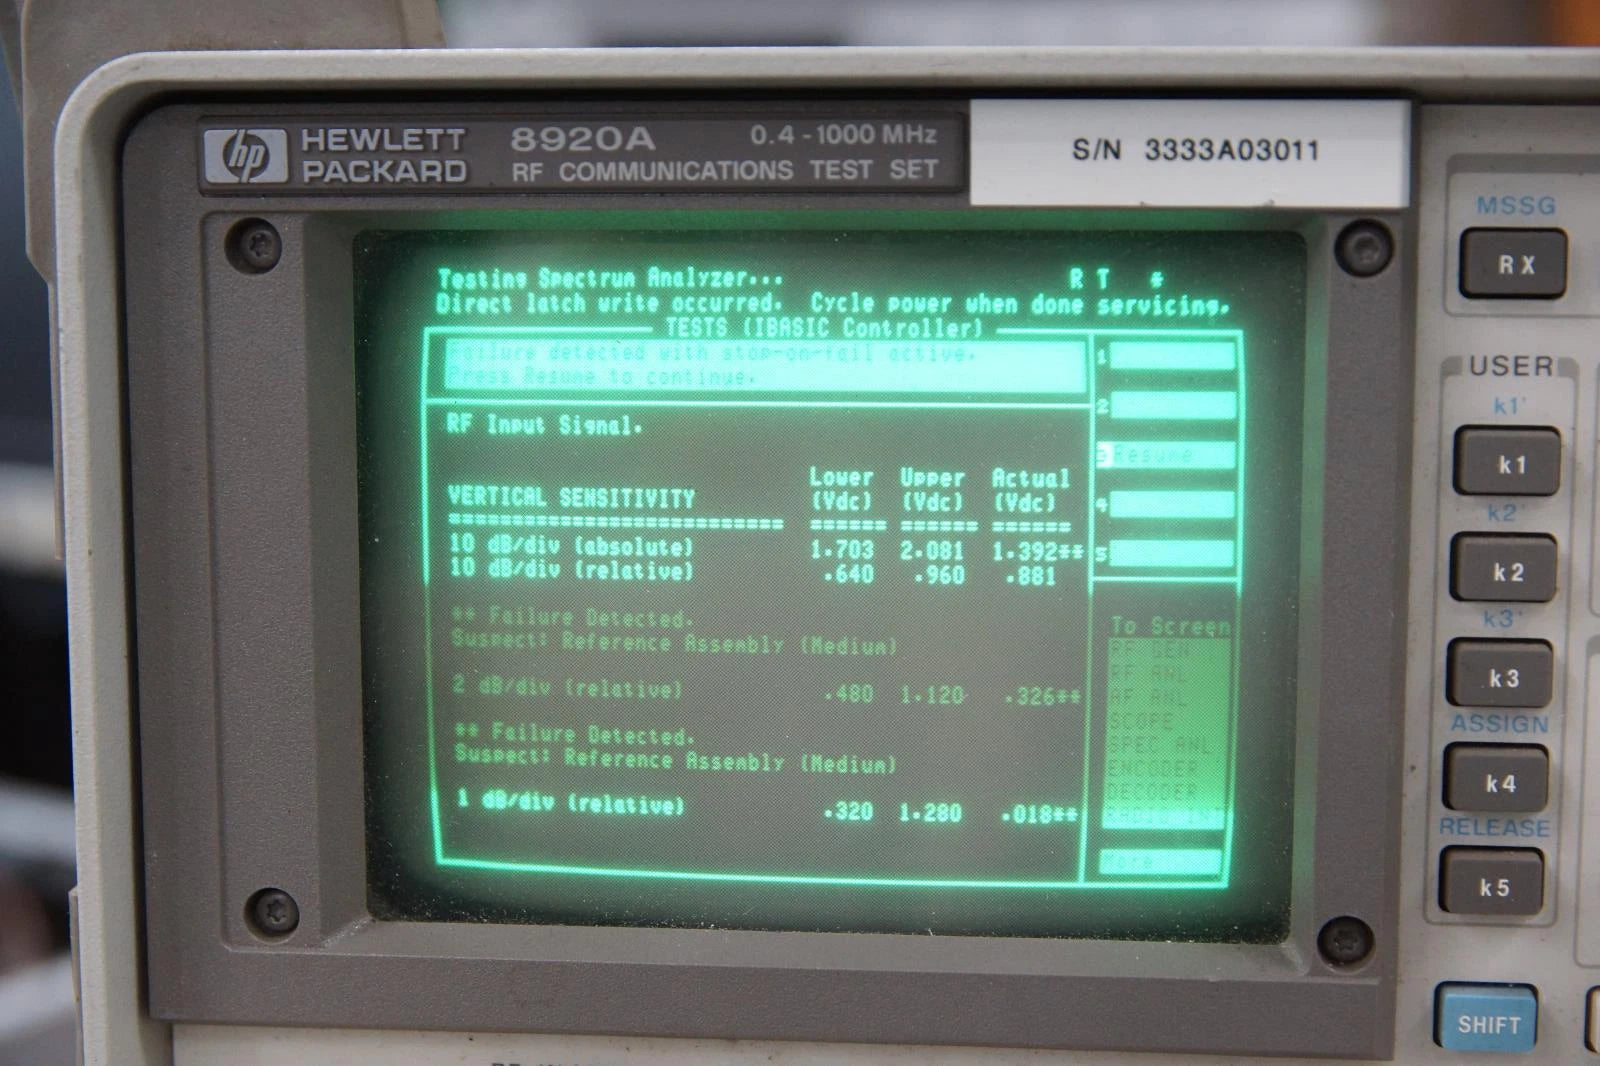 hp HEWLETT PACKARD 8920A 0.4-1000 MHz
RF COMMUNICATIONS TEST SET
S/N 3333A03011
Testing Spectrum Analyzer... R T *
Direct latch write occurred. Cycle power when done servicing.
TESTS (IBASIC Controller)
Failure detected with stop-on-fail active.
Press Resume to continue.
RF Input Signal.
Lower Upper Actual
VERTICAL SENSITIVITY (Vdc) (Vdc) (Vdc)
========================== ====== ====== ======
10 dB/div (absolute) 1.703 2.081 1.392**
10 dB/div (relative) .640 .960 .881
** Failure Detected.
Suspect: Reference Assembly (Medium)
2 dB/div (relative) .480 1.120 .326**
** Failure Detected.
Suspect: Reference Assembly (Medium)
1 dB/div (relative) .320 1.280 .018**
1
2
3 Resume
4
5
To Screen
RF GEN
RF ANL
AF ANL
SCOPE
SPEC ANL
ENCODER
DECODER
RADIO INT
More
MSSG
RX
USER
k1'
k1
k2'
k2
k3'
k3
ASSIGN
k4
RELEASE
k5
SHIFT